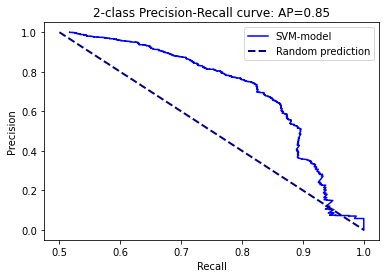 2-class Precision-Recall curve: AP=0.85
SVM-model
Random prediction
Precision
1.0
0.8
0.6
0.4
0.2
0.0
0.5 0.6 0.7 0.8 0.9 1.0
Recall